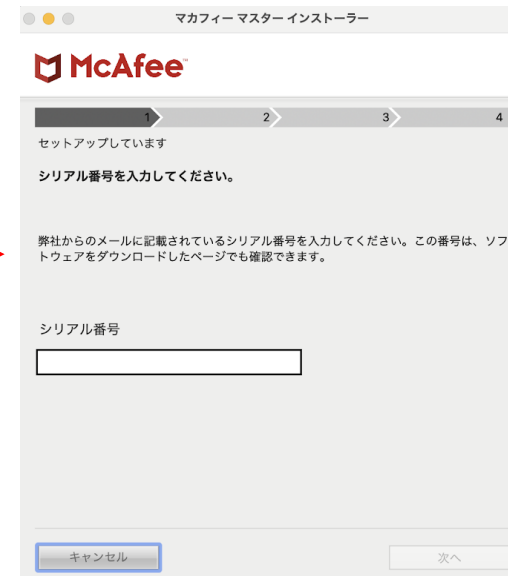 マカフィー マスター インストーラー
McAfee™
1 2 3 4
セットアップしています
シリアル番号を入力してください。
弊社からのメールに記載されているシリアル番号を入力してください。この番号は、ソフ
トウェアをダウンロードしたページでも確認できます。
シリアル番号
キャンセル
次へ